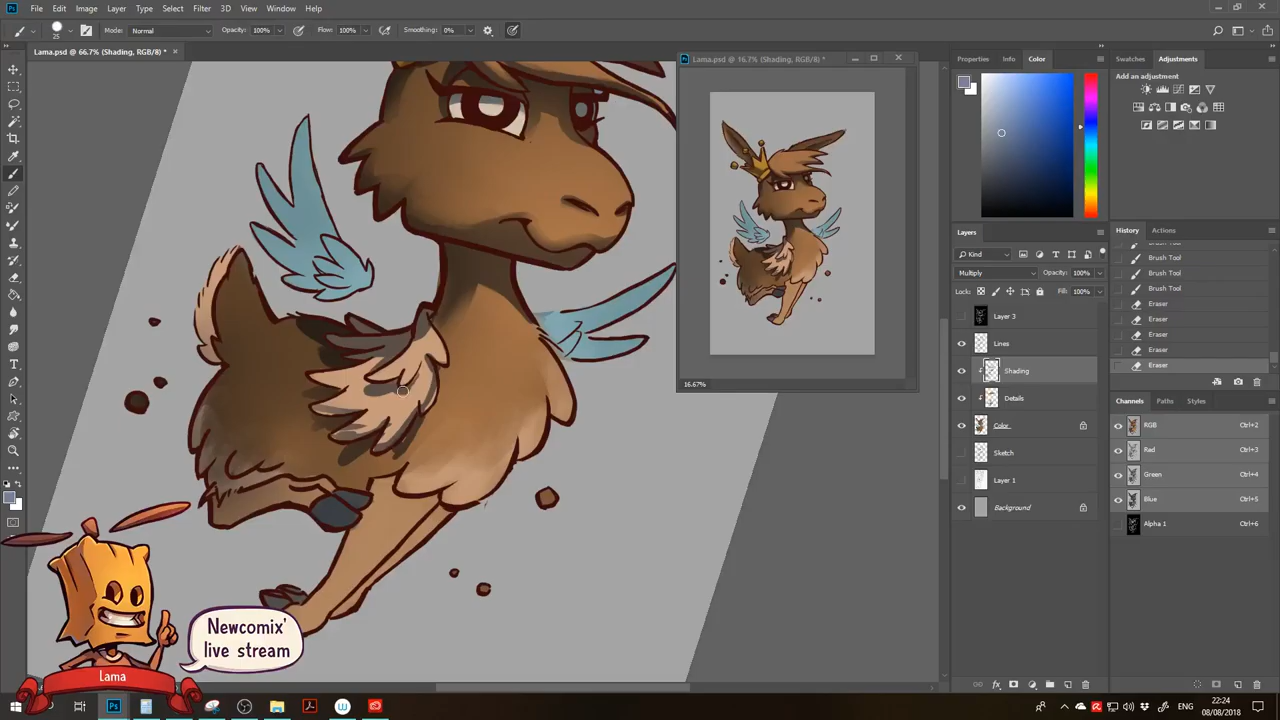 File Edit Image Layer Type Select Filter 3D View Window Help
25 Mode: Normal Opacity: 100% Flow: 100% Smoothing: 0%
Lama.psd @ 66.7% (Shading, RGB/8) *
Lama.psd @ 16.7% (Shading, RGB/8) *
16.67%
Properties Info Color
Swatches Adjustments
Add an adjustment
Layers
Kind
Multiply Opacity: 100%
Lock: Fill: 100%
Layer 3
Lines
Shading
Details
Color
Sketch
Layer 1
Background
History Actions
Brush Tool
Brush Tool
Brush Tool
Brush Tool
Eraser
Eraser
Eraser
Eraser
Eraser
Channels Paths Styles
RGB Ctrl+2
Red Ctrl+3
Green Ctrl+4
Blue Ctrl+5
Alpha 1 Ctrl+6
Newcomix'
live stream
Lama
ENG
22:24
08/08/2018